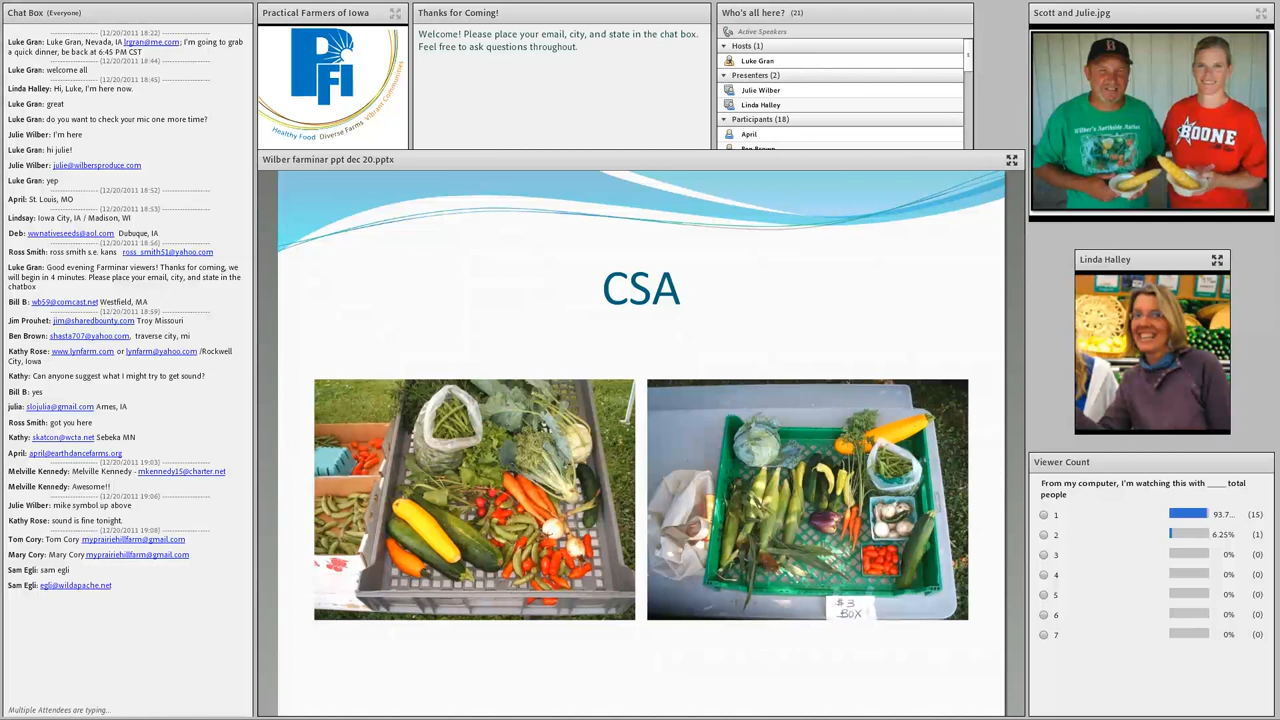 Chat Box (Everyone)
------------------- (12/20/2011 18:22) -------------------
Luke Gran: Luke Gran, Nevada, IA lrgran@me.com; I'm going to grab
a quick dinner, be back at 6:45 PM CST
------------------- (12/20/2011 18:44) -------------------
Luke Gran: welcome all
------------------- (12/20/2011 18:45) -------------------
Linda Halley: Hi, Luke, I'm here now.
Luke Gran: great
Luke Gran: do you want to check your mic one more time?
Julie Wilber: I'm here
Luke Gran: hi julie!
Julie Wilber: julie@wilbersproduce.com
Luke Gran: yep
------------------- (12/20/2011 18:52) -------------------
April: St. Louis, MO
------------------- (12/20/2011 18:53) -------------------
Lindsay: Iowa City, IA / Madison, WI
Deb: wwnativeseeds@aol.com Dubuque, IA
------------------- (12/20/2011 18:56) -------------------
Ross Smith: ross smith s.e. kans ross_smith51@yahoo.com
Luke Gran: Good evening Farminar viewers! Thanks for coming, we
will begin in 4 minutes. Please place your email, city, and state in the
chatbox
Bill B: wb59@comcast.net Westfield, MA
------------------- (12/20/2011 18:59) -------------------
Jim Prouhet: jim@sharedbounty.com Troy Missouri
Ben Brown: shasta707@yahoo.com, traverse city, mi
Kathy Rose: www.lynfarm.com or lynfarm@yahoo.com /Rockwell
City, Iowa
Kathy: Can anyone suggest what I might try to get sound?
Bill B: yes
julia: slojulia@gmail.com Ames, IA
Ross Smith: got you here
Kathy: skatcon@wcta.net Sebeka MN
April: april@earthdancefarms.org
------------------- (12/20/2011 19:03) -------------------
Melville Kennedy: Melville Kennedy - mkennedy15@charter.net
Melville Kennedy: Awesome!!
------------------- (12/20/2011 19:06) -------------------
Julie Wilber: mike symbol up above
Kathy Rose: sound is fine tonight.
------------------- (12/20/2011 19:08) -------------------
Tom Cory: Tom Cory myprairiehillfarm@gmail.com
Mary Cory: Mary Cory myprairiehillfarm@gmail.com
Sam Egli: sam egli
Sam Egli: egli@wildapache.net
Multiple Attendees are typing...
Practical Farmers of Iowa
PFI
Healthy Food Diverse Farms Vibrant Communities
Thanks for Coming!
Welcome! Please place your email, city, and state in the chat box.
Feel free to ask questions throughout.
Who's all here? (21)
Active Speakers
Hosts (1)
Luke Gran
Presenters (2)
Julie Wilber
Linda Halley
Participants (18)
April
Ben Brown
Wilber farminar ppt dec 20.pptx
CSA
$3
BOX
Scott and Julie.jpg
B
Wilber's Northside Market
BOONE
Linda Halley
Viewer Count
From my computer, I'm watching this with ____ total
people
1 93.7... (15)
2 6.25% (1)
3 0% (0)
4 0% (0)
5 0% (0)
6 0% (0)
7 0% (0)